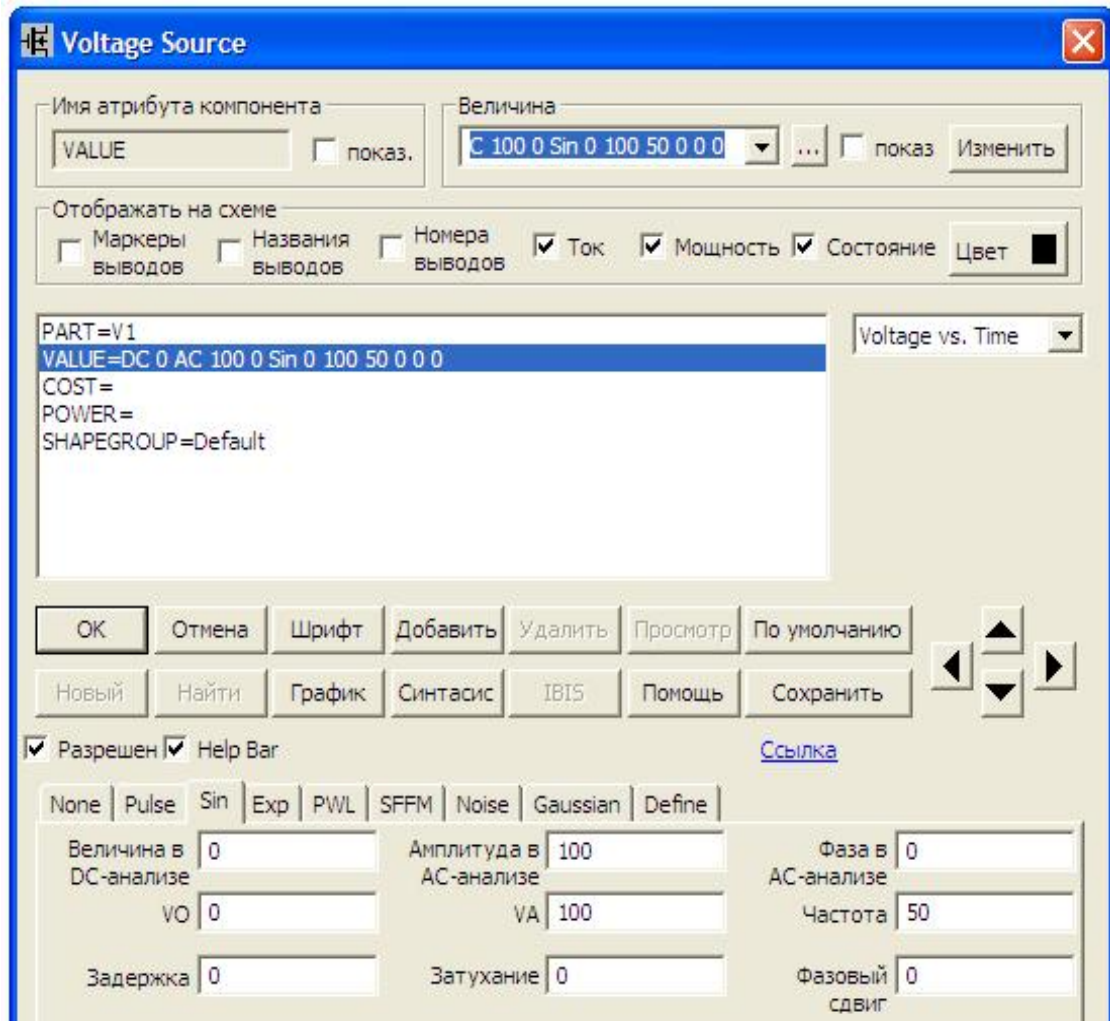 Voltage Source
Имя атрибута компонента
Величина
VALUE
показ.
C 100 0 Sin 0 100 50 0 0 0
...
показ
Изменить
Отображать на схеме
Маркеры выводов
Названия выводов
Номера выводов
Ток
Мощность
Состояние
Цвет
PART=V1
VALUE=DC 0 AC 100 0 Sin 0 100 50 0 0 0
COST=
POWER=
SHAPEGROUP=Default
Voltage vs. Time
OK
Отмена
Шрифт
Добавить
Удалить
Просмотр
По умолчанию
Новый
Найти
График
Синтасис
IBIS
Помощь
Сохранить
Разрешен
Help Bar
Ссылка
None
Pulse
Sin
Exp
PWL
SFFM
Noise
Gaussian
Define
Величина в DC-анализе
0
Амплитуда в AC-анализе
100
Фаза в AC-анализе
0
VO
0
VA
100
Частота
50
Задержка
0
Затухание
0
Фазовый сдвиг
0